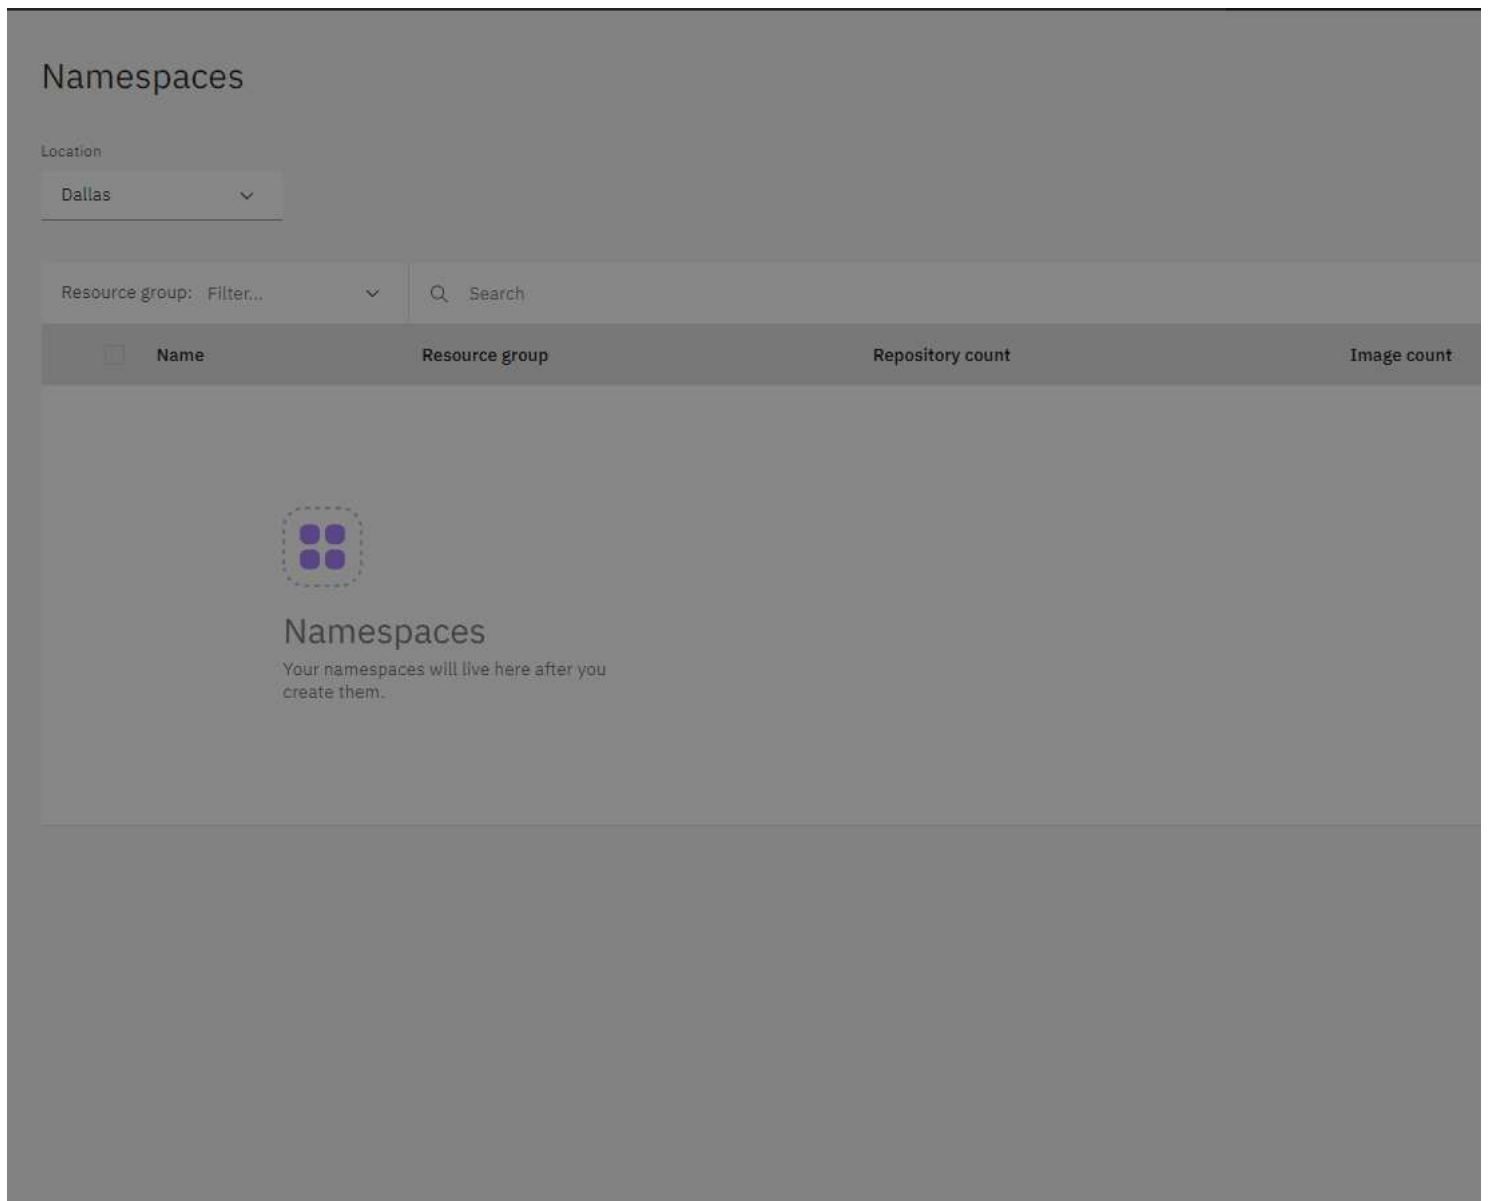 Namespaces
Location
Dallas
Resource group: Filter... Search
Name Resource group Repository count Image count
Namespaces
Your namespaces will live here after you
create them.